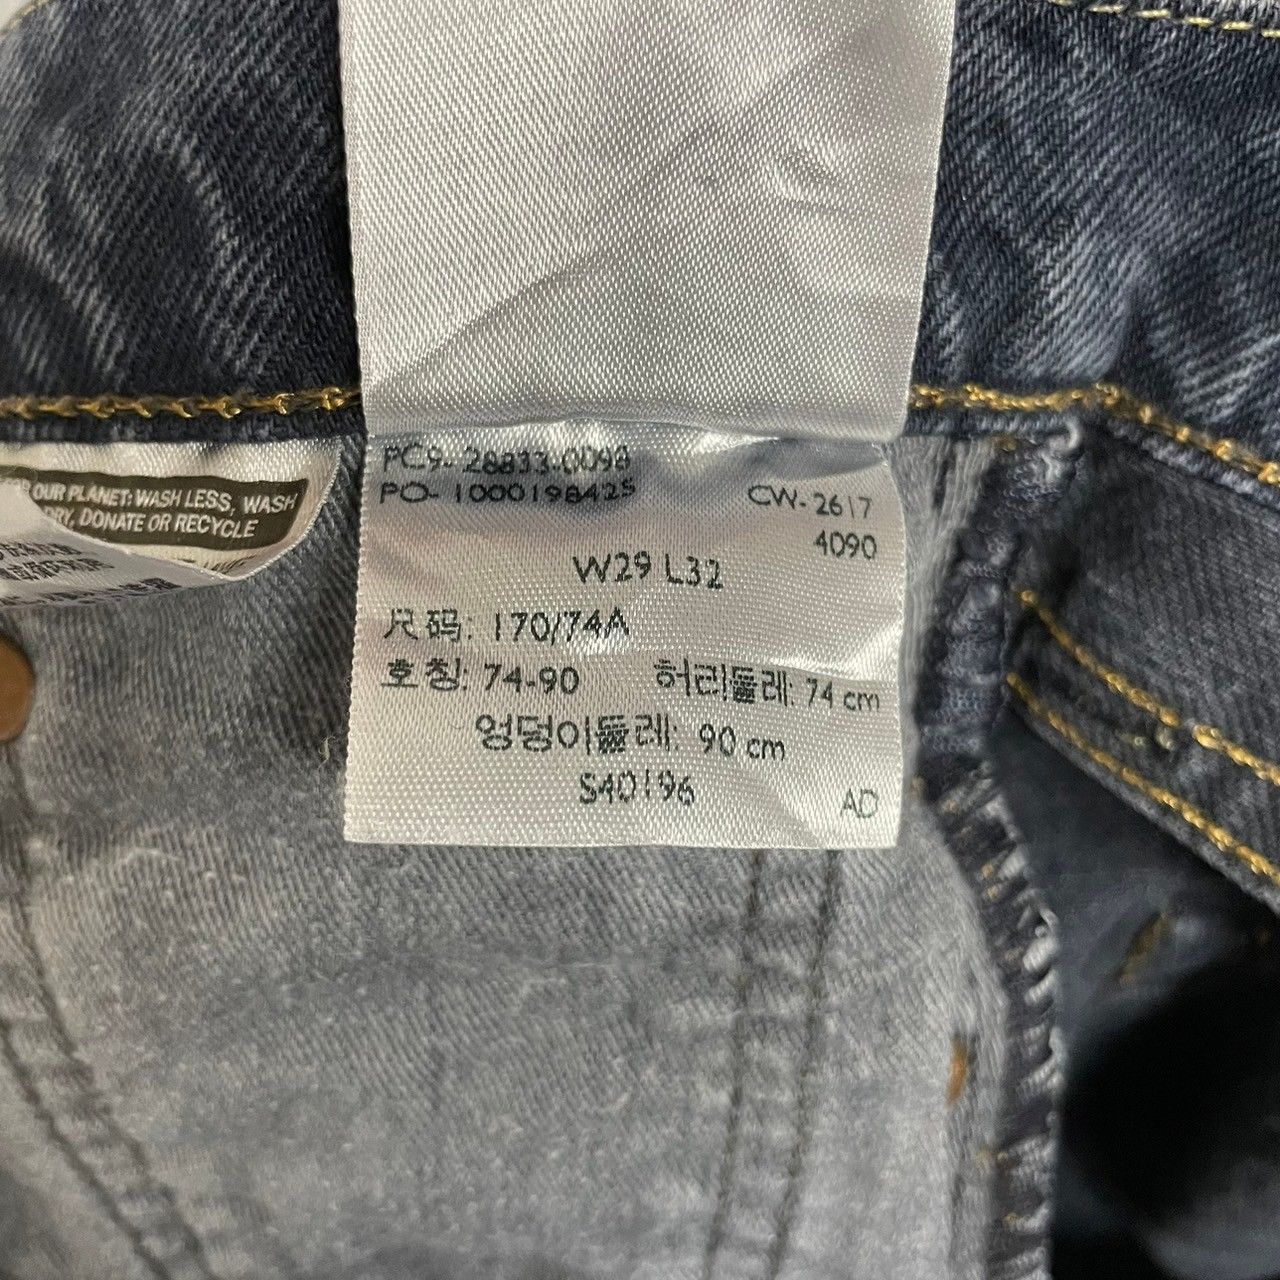 OUR PLANET: WASH LESS, WASH
DRY, DONATE OR RECYCLE
PC9- 28833-0098
PO- 1000198425
CW-2617
4090
W29 L32
尺码: 170/74A
호칭: 74-90 허리둘레: 74 cm
엉덩이둘레: 90 cm
S40196
AD